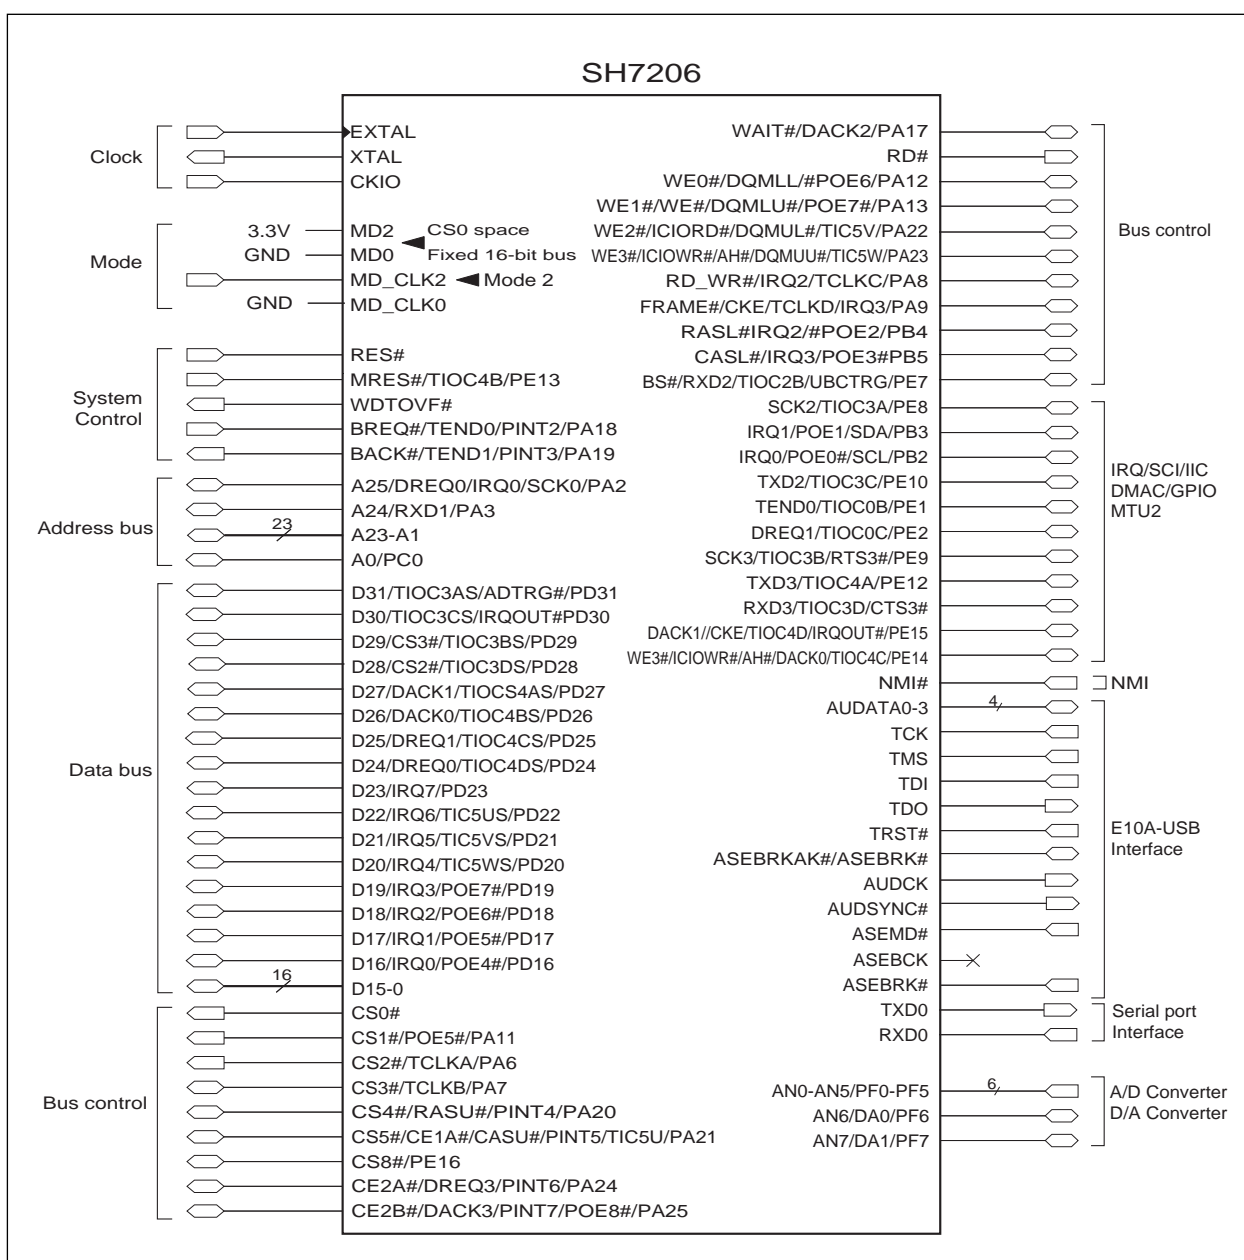 SH7206
Clock
EXTAL
XTAL
CKIO
Mode
3.3V
MD2
CS0 space
GND
MD0
Fixed 16-bit bus
MD_CLK2
Mode 2
GND
MD_CLK0
System
Control
RES#
MRES#/TIOC4B/PE13
WDTOVF#
BREQ#/TEND0/PINT2/PA18
BACK#/TEND1/PINT3/PA19
Address bus
A25/DREQ0/IRQ0/SCK0/PA2
A24/RXD1/PA3
23
A23-A1
A0/PC0
Data bus
D31/TIOC3AS/ADTRG#/PD31
D30/TIOC3CS/IRQOUT#PD30
D29/CS3#/TIOC3BS/PD29
D28/CS2#/TIOC3DS/PD28
D27/DACK1/TIOCS4AS/PD27
D26/DACK0/TIOC4BS/PD26
D25/DREQ1/TIOC4CS/PD25
D24/DREQ0/TIOC4DS/PD24
D23/IRQ7/PD23
D22/IRQ6/TIC5US/PD22
D21/IRQ5/TIC5VS/PD21
D20/IRQ4/TIC5WS/PD20
D19/IRQ3/POE7#/PD19
D18/IRQ2/POE6#/PD18
D17/IRQ1/POE5#/PD17
D16/IRQ0/POE4#/PD16
16
D15-0
Bus control
CS0#
CS1#/POE5#/PA11
CS2#/TCLKA/PA6
CS3#/TCLKB/PA7
CS4#/RASU#/PINT4/PA20
CS5#/CE1A#/CASU#/PINT5/TIC5U/PA21
CS8#/PE16
CE2A#/DREQ3/PINT6/PA24
CE2B#/DACK3/PINT7/POE8#/PA25
WAIT#/DACK2/PA17
RD#
WE0#/DQMLL/#POE6/PA12
WE1#/WE#/DQMLU#/POE7#/PA13
WE2#/ICIORD#/DQMUL#/TIC5V/PA22
WE3#/ICIOWR#/AH#/DQMUU#/TIC5W/PA23
RD_WR#/IRQ2/TCLKC/PA8
FRAME#/CKE/TCLKD/IRQ3/PA9
RASL#IRQ2/#POE2/PB4
CASL#/IRQ3/POE3#PB5
BS#/RXD2/TIOC2B/UBCTRG/PE7
Bus control
SCK2/TIOC3A/PE8
IRQ1/POE1/SDA/PB3
IRQ0/POE0#/SCL/PB2
TXD2/TIOC3C/PE10
TEND0/TIOC0B/PE1
DREQ1/TIOC0C/PE2
SCK3/TIOC3B/RTS3#/PE9
TXD3/TIOC4A/PE12
RXD3/TIOC3D/CTS3#
DACK1//CKE/TIOC4D/IRQOUT#/PE15
WE3#/ICIOWR#/AH#/DACK0/TIOC4C/PE14
IRQ/SCI/IIC
DMAC/GPIO
MTU2
NMI#
NMI
AUDATA0-3
4
TCK
TMS
TDI
TDO
TRST#
ASEBRKAK#/ASEBRK#
AUDCK
AUDSYNC#
ASEMD#
ASEBCK
ASEBRK#
E10A-USB
Interface
TXD0
RXD0
Serial port
Interface
AN0-AN5/PF0-PF5
6
AN6/DA0/PF6
AN7/DA1/PF7
A/D Converter
D/A Converter